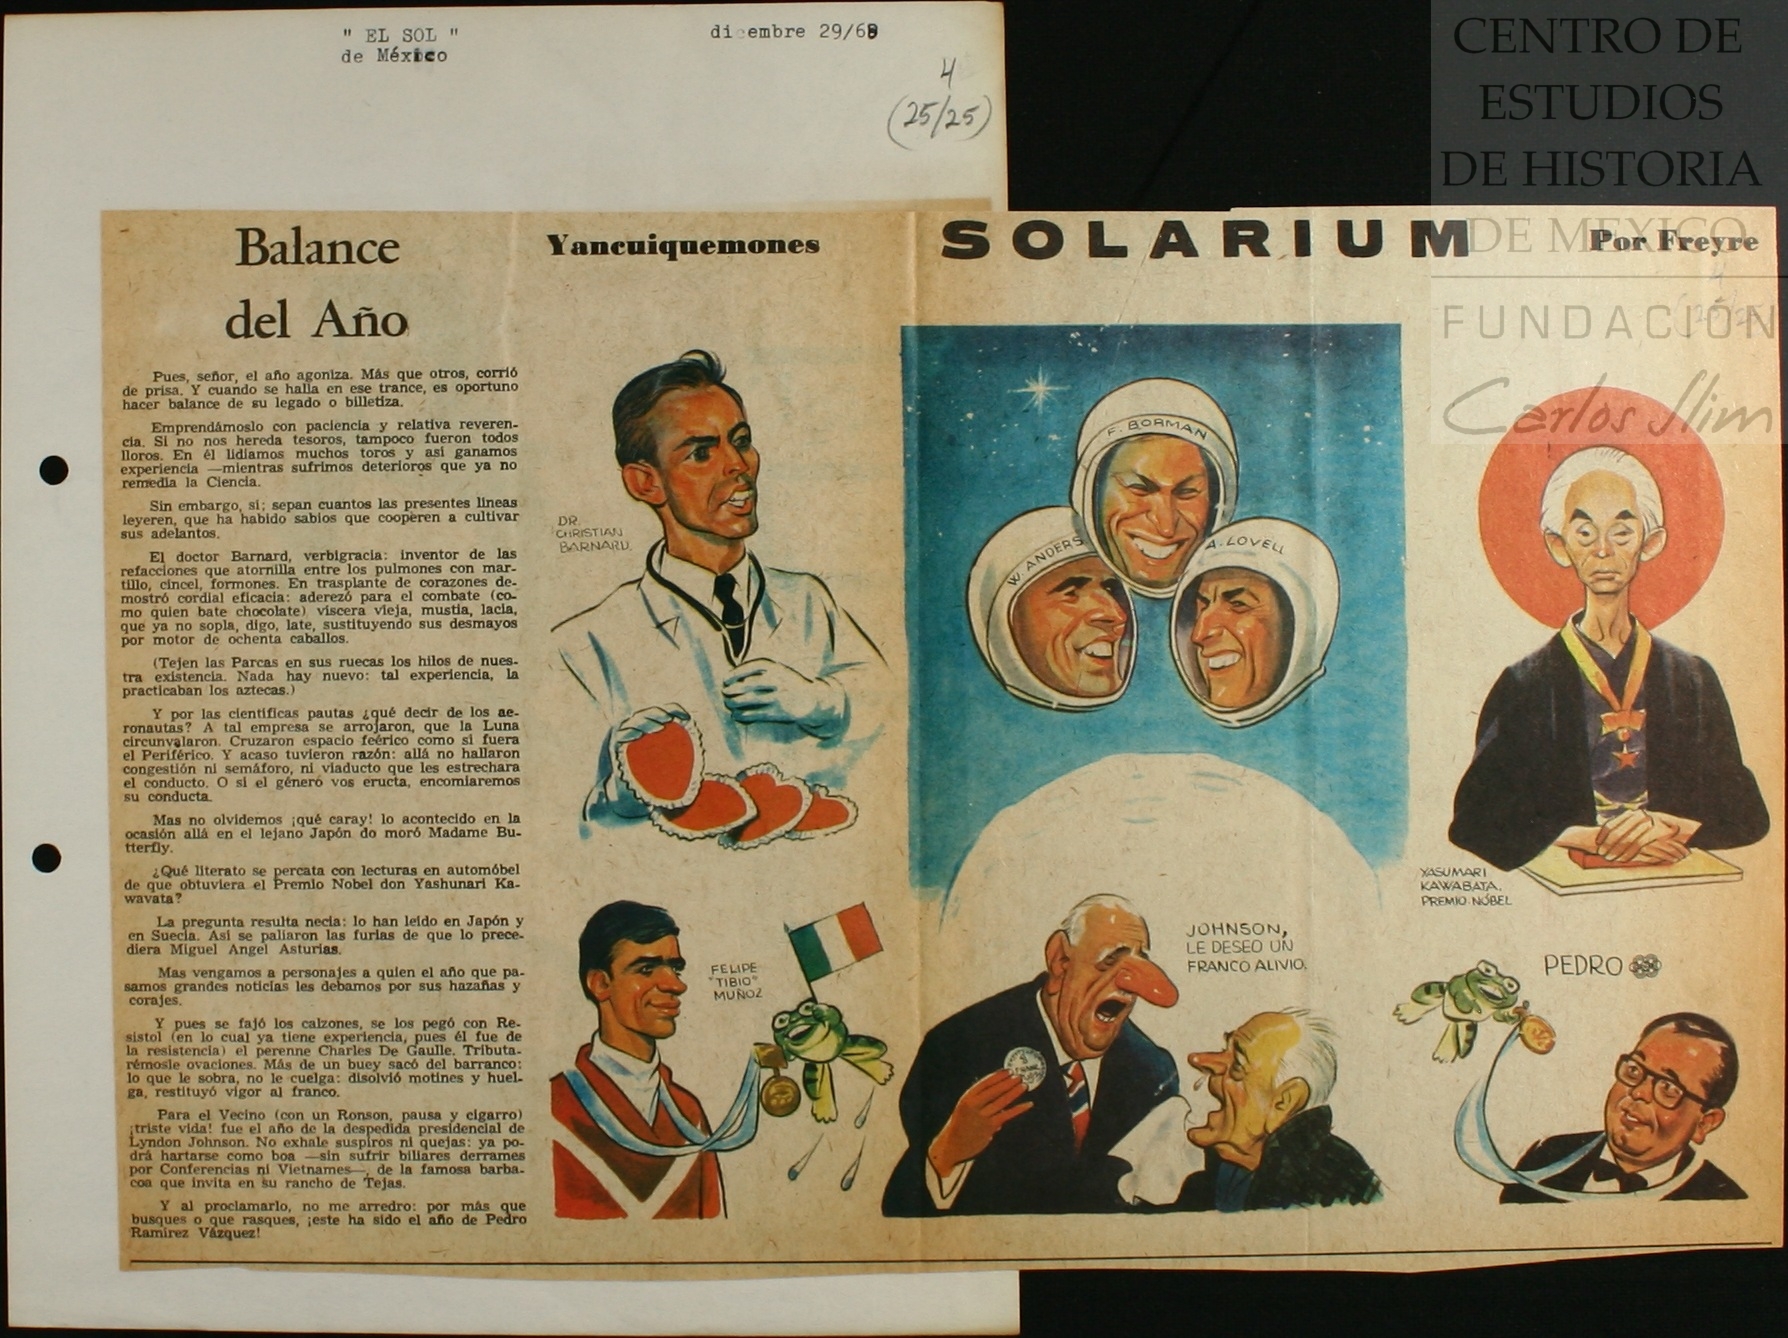 " EL SOL "
de México
diciembre 29/68
4
(25/25)
CENTRO DE
ESTUDIOS
DE HISTORIA
DE MEXICO
FUNDACIÓN
Carlos Slim
Balance
del Año
Yancuiquemones
SOLARIUM
Por Freyre
Pues, señor, el año agoniza. Más que otros, corrió
de prisa. Y cuando se halla en ese trance, es oportuno
hacer balance de su legado o billetiza.
Emprendámoslo con paciencia y relativa reveren-
cia. Si no nos hereda tesoros, tampoco fueron todos
lloros. En él lidiamos muchos toros y así ganamos
experiencia —mientras sufrimos deterioros que ya no
remedia la Ciencia.
Sin embargo, sí; sepan cuantos las presentes líneas
leyeren, que ha habido sabios que cooperen a cultivar
sus adelantos.
El doctor Barnard, verbigracia: inventor de las
refacciones que atornilla entre los pulmones con mar-
tillo, cincel, formones. En trasplante de corazones de-
mostró cordial eficacia: aderezó para el combate (co-
mo quien bate chocolate) víscera vieja, mustia, lacia,
que ya no sopla, digo, late, sustituyendo sus desmayos
por motor de ochenta caballos.
(Tejen las Parcas en sus ruecas los hilos de nues-
tra existencia. Nada hay nuevo: tal experiencia, la
practicaban los aztecas.)
Y por las científicas pautas ¿qué decir de los ae-
ronautas? A tal empresa se arrojaron, que la Luna
circunvalaron. Cruzaron espacio feérico como si fuera
el Periférico. Y acaso tuvieron razón: allá no hallaron
congestión ni semáforo, ni viaducto que les estrechara
el conducto. O si el género vos eructa, encomiaremos
su conducta.
Mas no olvidemos ¡qué caray! lo acontecido en la
ocasión allá en el lejano Japón do moró Madame Bu-
tterfly.
¿Qué literato se percata con lecturas en automóbel
de que obtuviera el Premio Nobel don Yashunari Ka-
wavata?
La pregunta resulta necia: lo han leído en Japón y
en Suecia. Así se paliaron las furias de que lo prece-
diera Miguel Angel Asturias.
Mas vengamos a personajes a quien el año que pa-
samos grandes noticias les debamos por sus hazañas y
corajes.
Y pues se fajó los calzones, se los pegó con Re-
sistol (en lo cual ya tiene experiencia, pues él fue de
la resistencia) el perenne Charles De Gaulle. Tributa-
rémosle ovaciones. Más de un buey sacó del barranco:
lo que le sobra, no le cuelga: disolvió motines y huel-
ga, restituyó vigor al franco.
Para el Vecino (con un Ronson, pausa y cigarro)
¡triste vida! fue el año de la despedida presidencial de
Lyndon Johnson. No exhale suspiros ni quejas: ya po-
drá hartarse como boa —sin sufrir biliares derrames
por Conferencias ni Vietnames—, de la famosa barba-
coa que invita en su rancho de Tejas.
Y al proclamarlo, no me arredro: por más que
busques o que rasques, ¡este ha sido el año de Pedro
Ramírez Vázquez!
DR.
CHRISTIAN
BARNARD.
F. BORMAN
W. ANDERS
A. LOVELL
YASUMARI
KAWABATA.
PREMIO NÓBEL
FELIPE
"TIBIO"
MUÑOZ
JOHNSON,
LE DESEO UN
FRANCO ALIVIO.
PEDRO